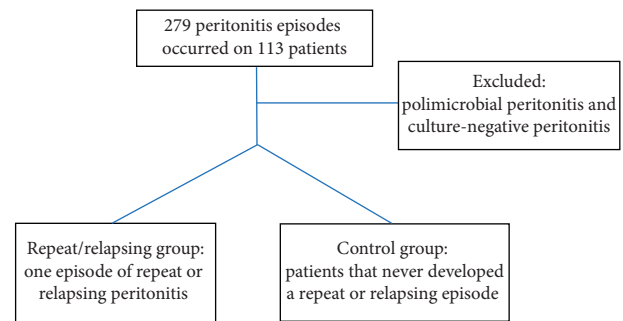 279 peritonitis episodes
occurred on 113 patients
Excluded:
polimicrobial peritonitis and
culture-negative peritonitis
Repeat/relapsing group:
one episode of repeat or
relapsing peritonitis
Control group:
patients that never developed
a repeat or relapsing episode